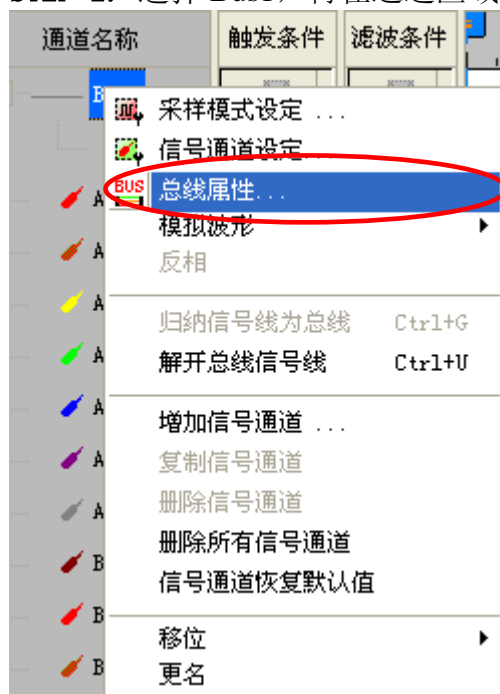 通道名称 触发条件 滤波条件
B
采样模式设定 ...
信号通道设定...
BUS 总线属性...
A
模拟波形
A
反相
A
归纳信号线为总线 Ctrl+G
A
解开总线信号线 Ctrl+U
A
增加信号通道 ...
A
复制信号通道
A
删除信号通道
删除所有信号通道
B
信号通道恢复默认值
B
移位
B
更名